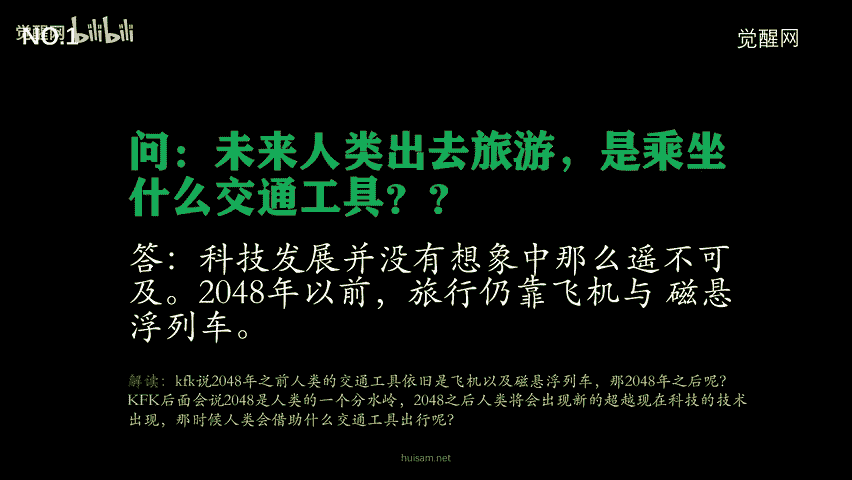 觉醒网
NO.1
bilibili
觉醒网
问：未来人类出去旅游，是乘坐
什么交通工具？？
答：科技发展并没有想象中那么遥不可
及。2048年以前，旅行仍靠飞机与 磁悬
浮列车。
解读：kfk说2048年之前人类的交通工具依旧是飞机以及磁悬浮列车，那2048年之后呢？
KFK后面会说2048是人类的一个分水岭，2048之后人类将会出现新的超越现在科技的技术
出现，那时候人类会借助什么交通工具出行呢？
huisam.net